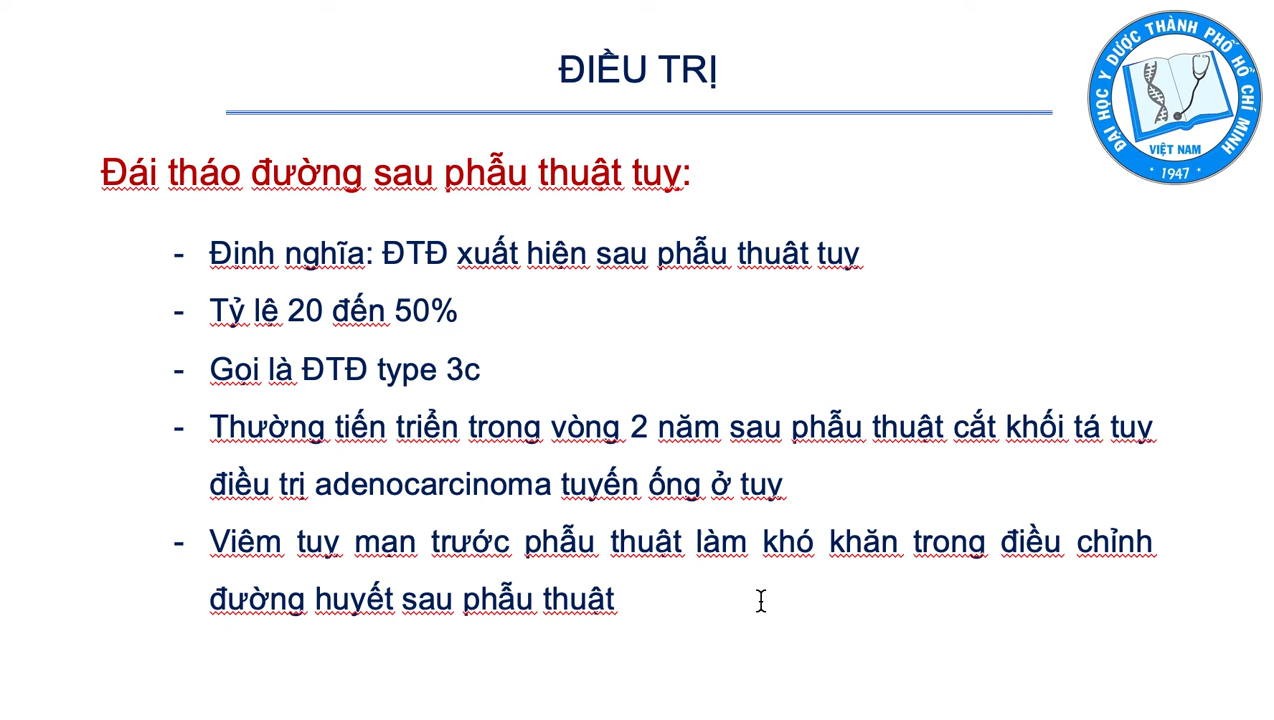 ĐIỀU TRỊ
ĐẠI HỌC Y DƯỢC THÀNH PHỐ HỒ CHÍ MINH
VIỆT NAM
1947
Đái tháo đường sau phẫu thuật tuỵ:
- Định nghĩa: ĐTĐ xuất hiện sau phẫu thuật tuỵ
- Tỷ lệ 20 đến 50%
- Gọi là ĐTĐ type 3c
- Thường tiến triển trong vòng 2 năm sau phẫu thuật cắt khối tá tuỵ
điều trị adenocarcinoma tuyến ống ở tuỵ
- Viêm tuỵ mạn trước phẫu thuật làm khó khăn trong điều chỉnh
đường huyết sau phẫu thuật